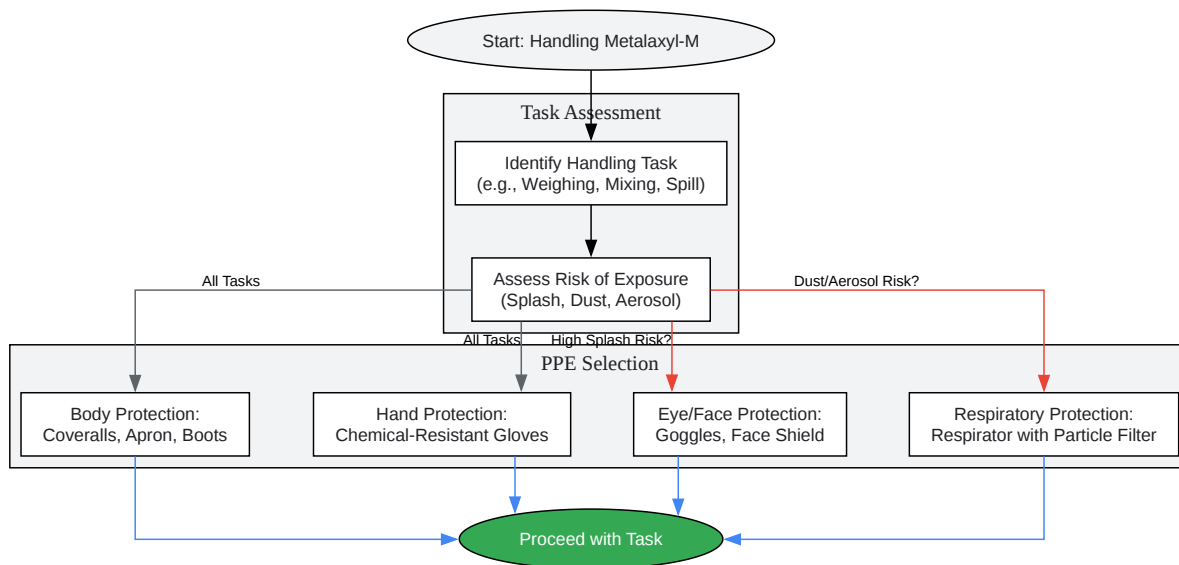 Start: Handling Metalaxyl-M
Task Assessment
Identify Handling Task
(e.g., Weighing, Mixing, Spill)
Assess Risk of Exposure
(Splash, Dust, Aerosol)
All Tasks
Dust/Aerosol Risk?
All Tasks
High Splash Risk?
PPE Selection
Body Protection:
Coveralls, Apron, Boots
Hand Protection:
Chemical-Resistant Gloves
Eye/Face Protection:
Goggles, Face Shield
Respiratory Protection:
Respirator with Particle Filter
Proceed with Task